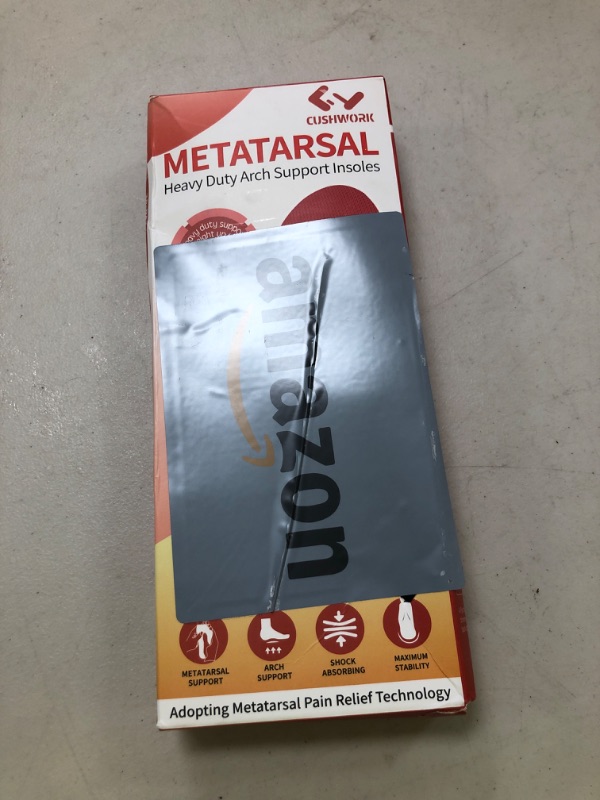 CUSHWORK
METATARSAL
Heavy Duty Arch Support Insoles
amazon
METATARSAL
SUPPORT
ARCH
SUPPORT
SHOCK
ABSORBING
MAXIMUM
STABILITY
Adopting Metatarsal Pain Relief Technology